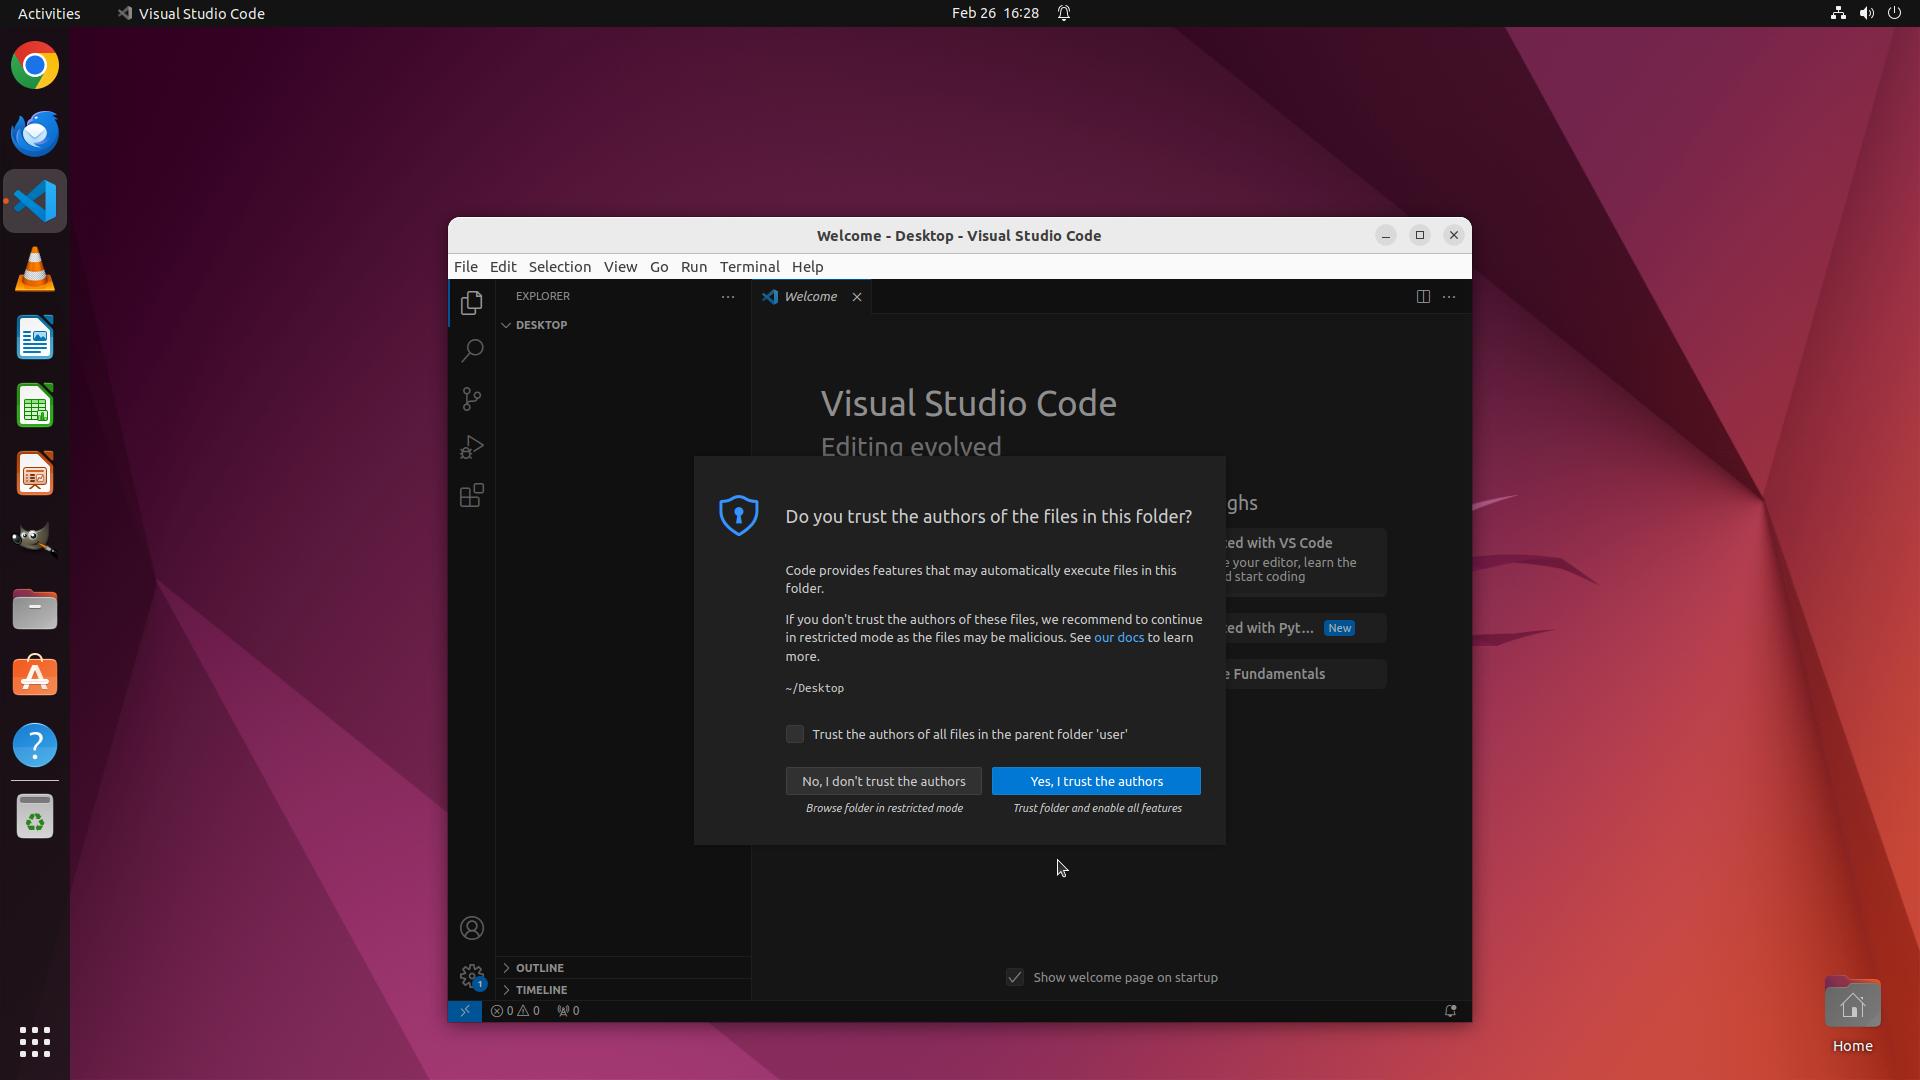 Activities
Visual Studio Code
Feb 26 16:28
Welcome - Desktop - Visual Studio Code
File Edit Selection View Go Run Terminal Help
EXPLORER
Welcome
DESKTOP
Visual Studio Code
Editing evolved
ghs
ed with VS Code
e your editor, learn the
d start coding
ed with Pyt... New
e Fundamentals
Do you trust the authors of the files in this folder?
Code provides features that may automatically execute files in this
folder.
If you don't trust the authors of these files, we recommend to continue
in restricted mode as the files may be malicious. See our docs to learn
more.
~/Desktop
Trust the authors of all files in the parent folder 'user'
No, I don't trust the authors
Yes, I trust the authors
Browse folder in restricted mode
Trust folder and enable all features
OUTLINE
TIMELINE
1
Show welcome page on startup
0 0 0
Home